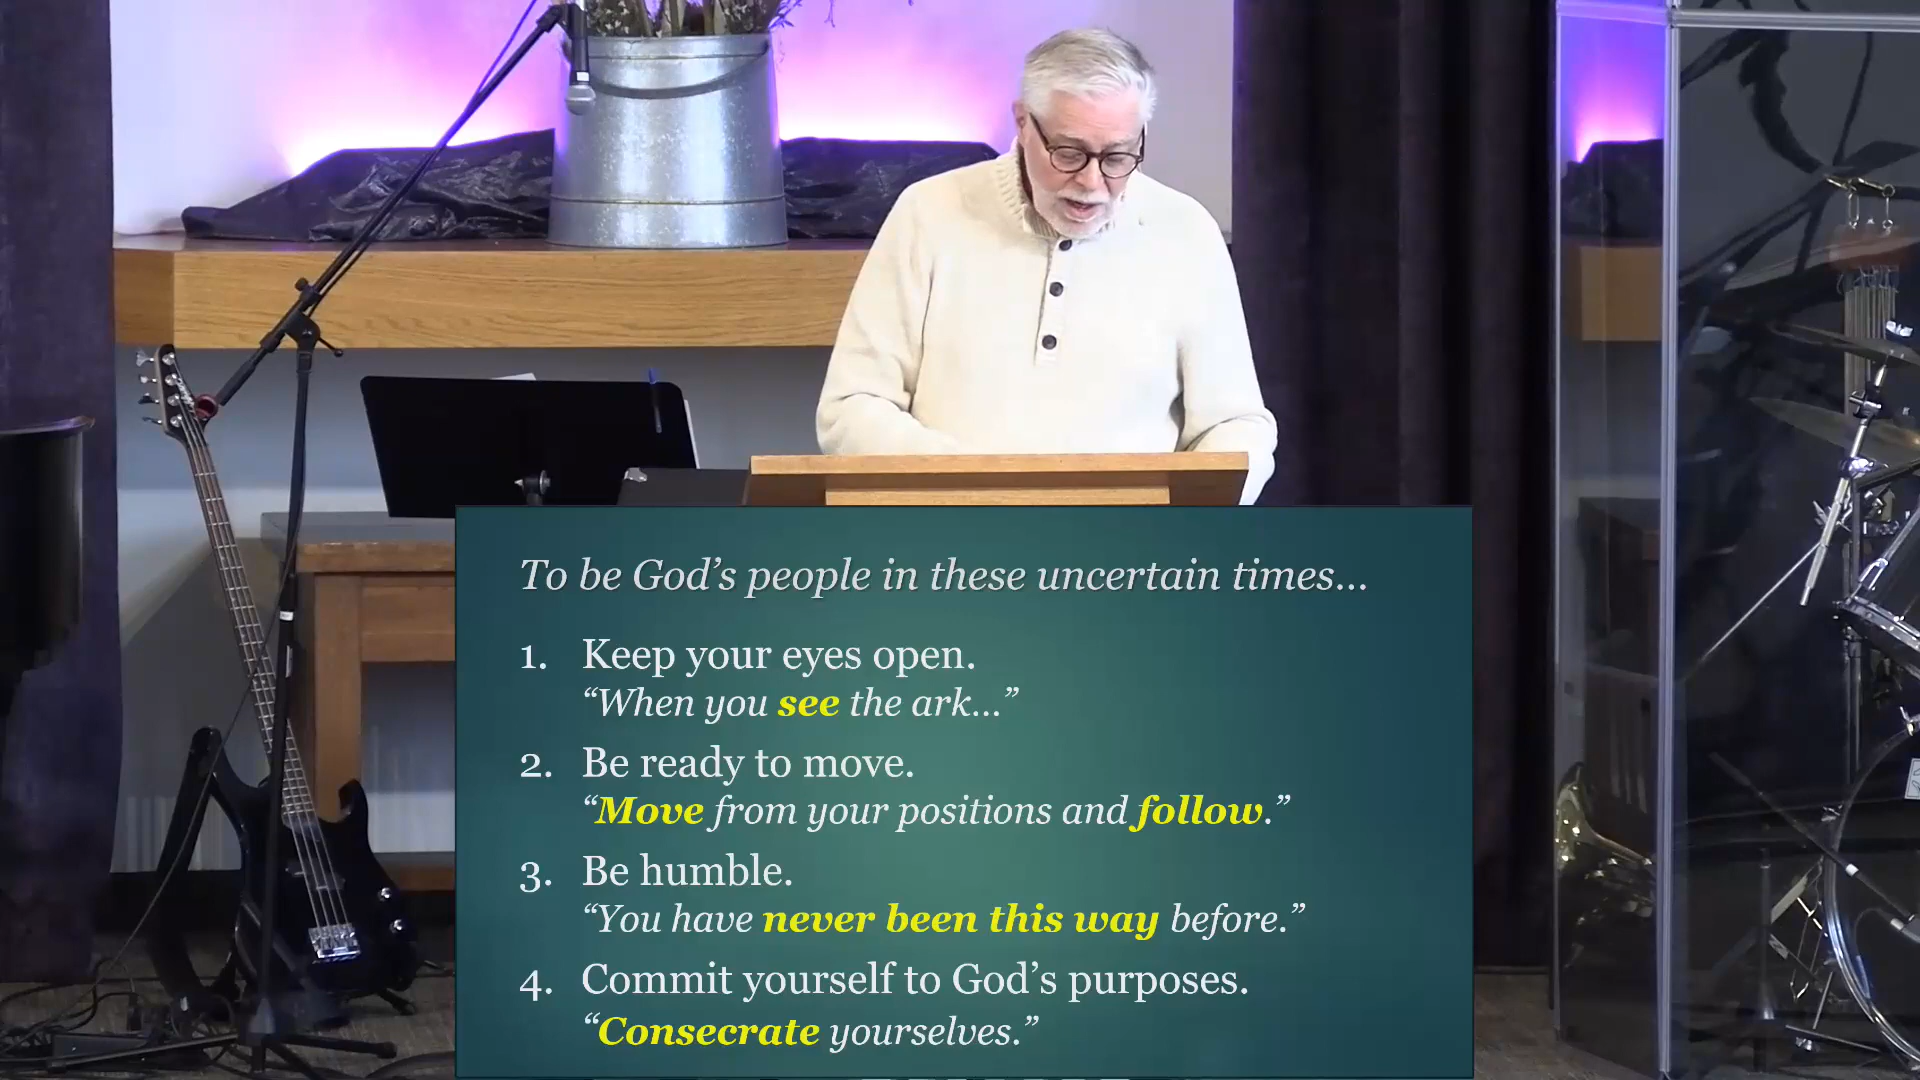 To be God’s people in these uncertain times…
1. Keep your eyes open.
“When you see the ark…”
2. Be ready to move.
“Move from your positions and follow.”
3. Be humble.
“You have never been this way before.”
4. Commit yourself to God’s purposes.
“Consecrate yourselves.”